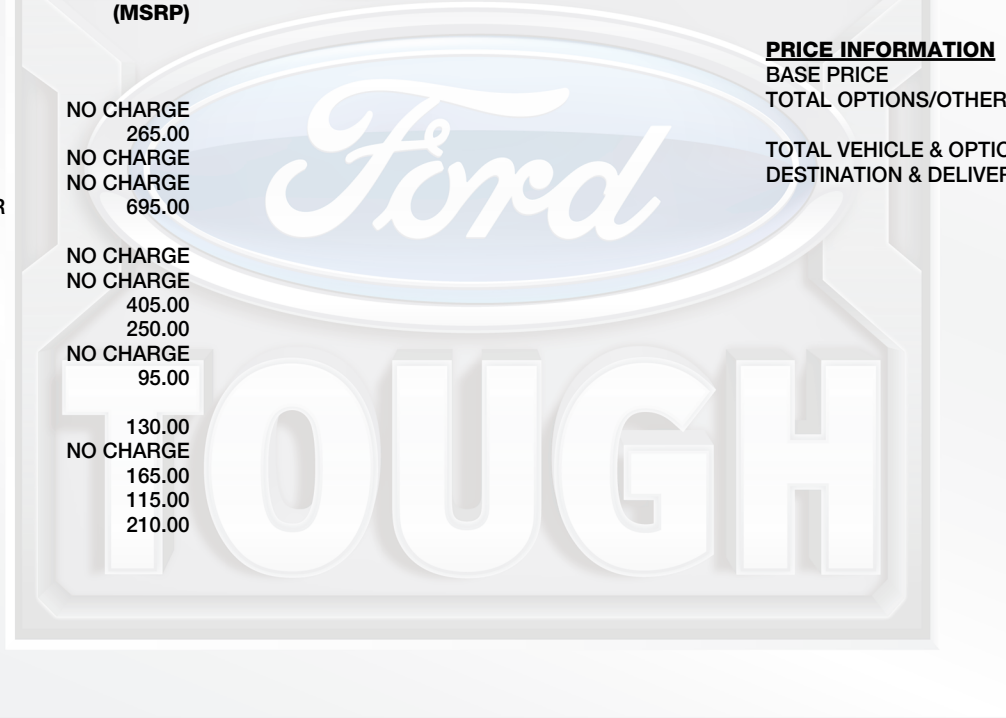 (MSRP)
NO CHARGE
265.00
NO CHARGE
NO CHARGE
R 695.00
NO CHARGE
NO CHARGE
405.00
250.00
NO CHARGE
95.00
130.00
NO CHARGE
165.00
115.00
210.00
PRICE INFORMATION
BASE PRICE
TOTAL OPTIONS/OTHER
TOTAL VEHICLE & OPTIO
DESTINATION & DELIVER
Ford
TOUGH